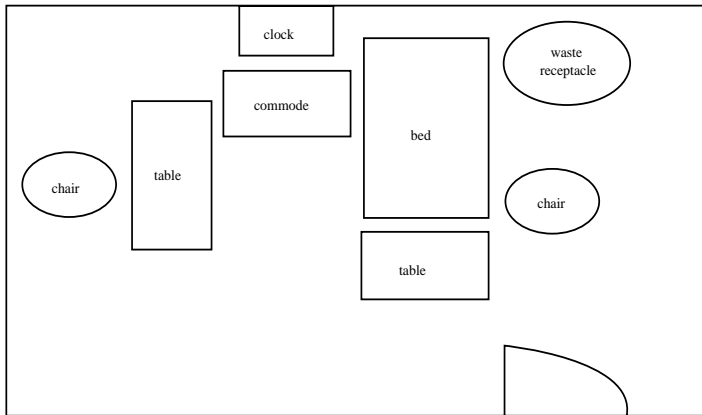 clock
waste
receptacle
commode
bed
table
chair
chair
table